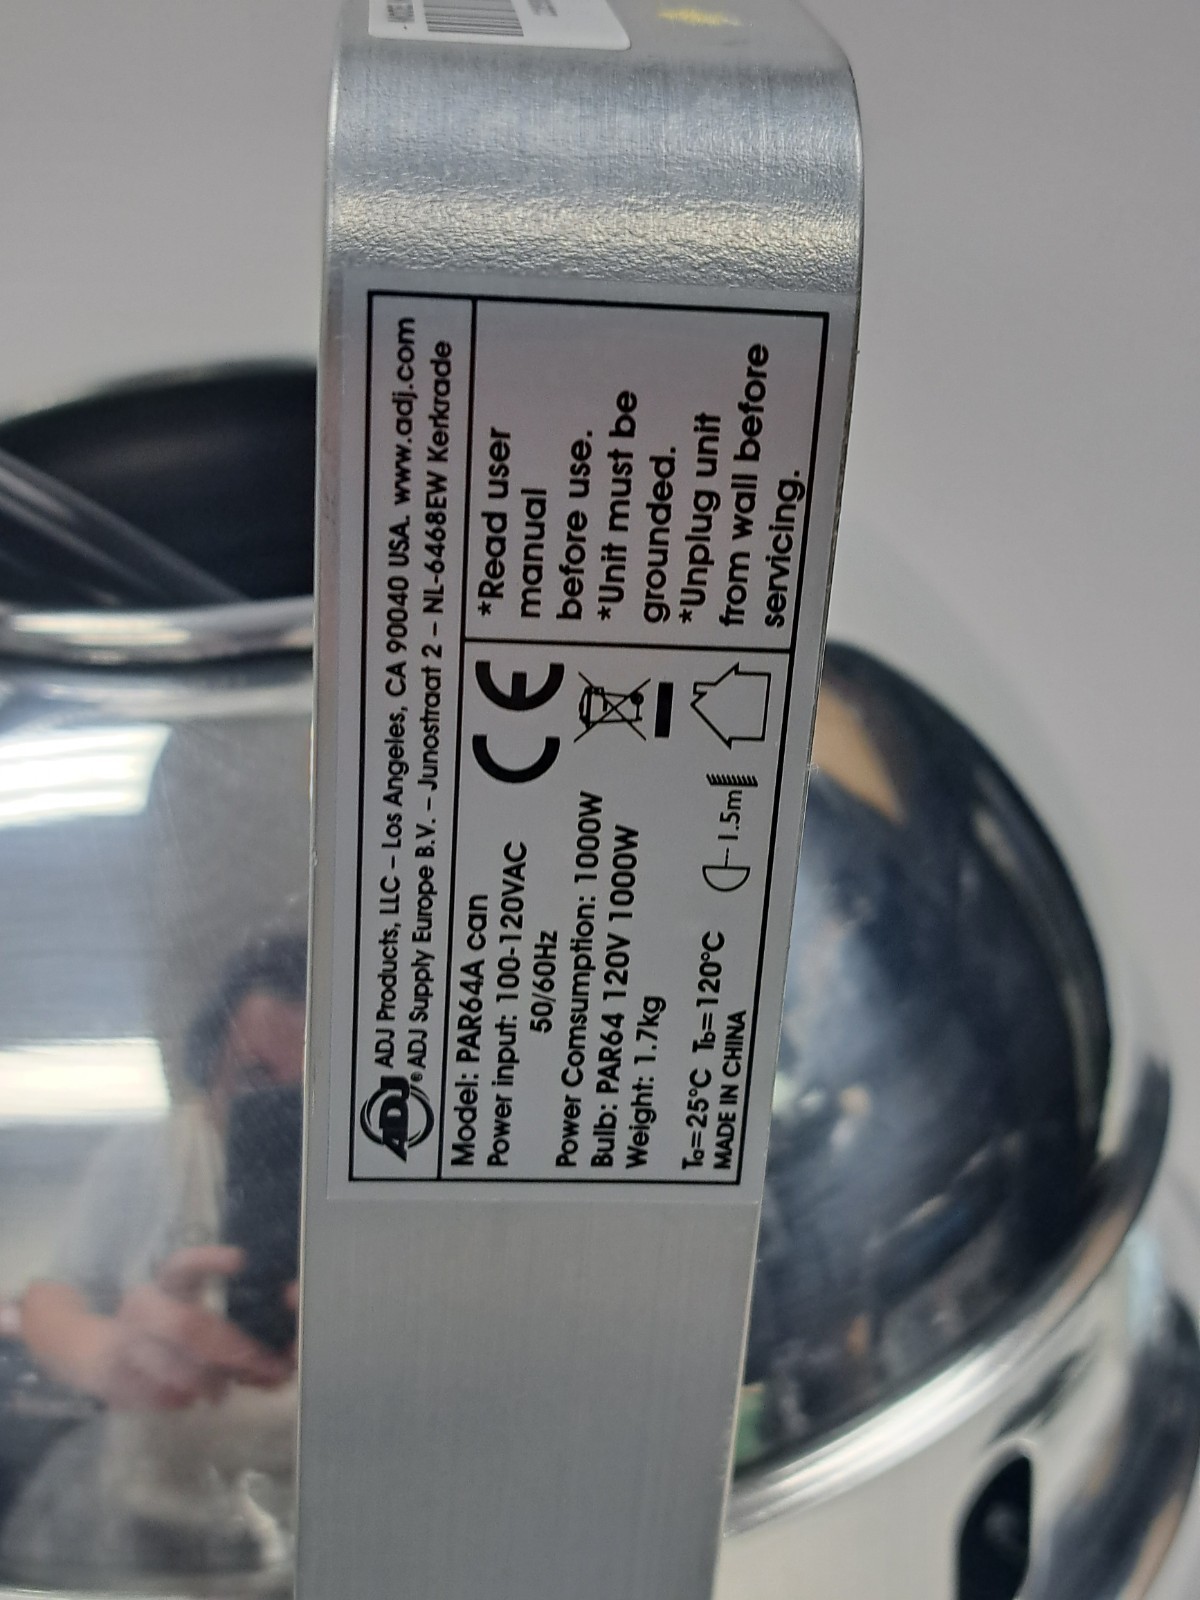 ADJ ADJ Products, LLC – Los Angeles, CA 90040 USA. www.adj.com
® ADJ Supply Europe B.V. – Junostraat 2 – NL-6468EW Kerkrade
Model: PAR64A can
Power input: 100-120VAC
50/60Hz
Power Comsumption: 1000W
Bulb: PAR64 120V 1000W
Weight: 1.7kg
Ta=25°C Tb=120°C
MADE IN CHINA
1.5m
CE
*Read user
manual
before use.
*Unit must be
grounded.
*Unplug unit
from wall before
servicing.